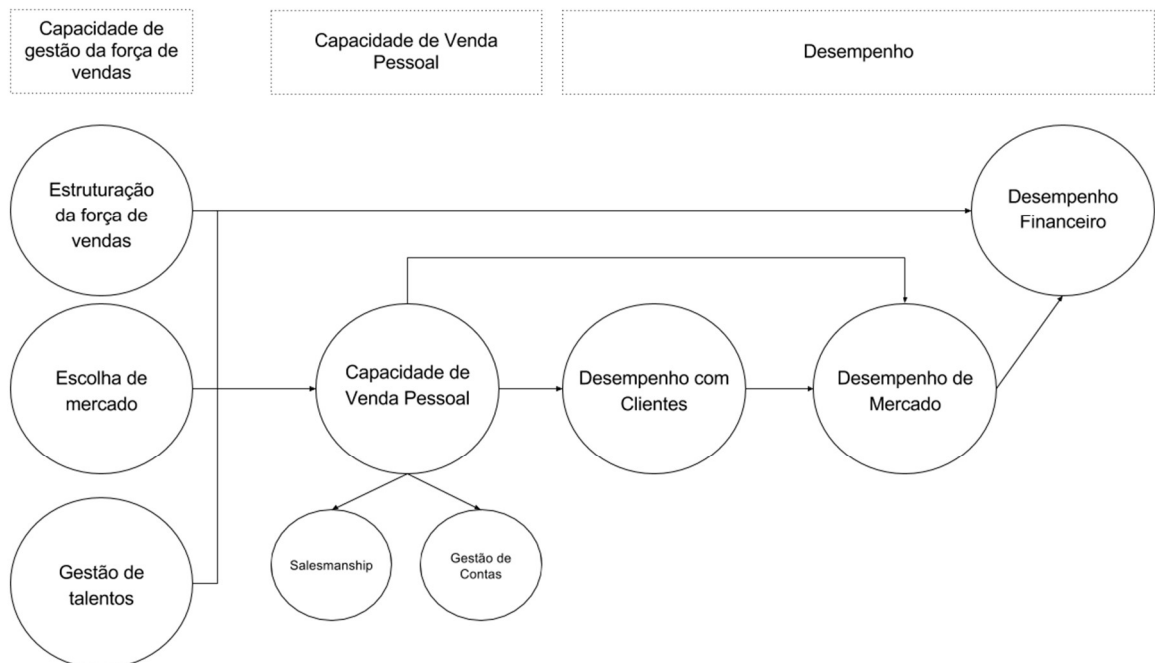 Capacidade de
gestão da força de
vendas
Capacidade de Venda
Pessoal
Desempenho
Estruturação
da força de
vendas
Desempenho
Financeiro
Escolha de
mercado
Capacidade de
Venda Pessoal
Desempenho com
Clientes
Desempenho de
Mercado
Salesmanship
Gestão de
Contas
Gestão de
talentos